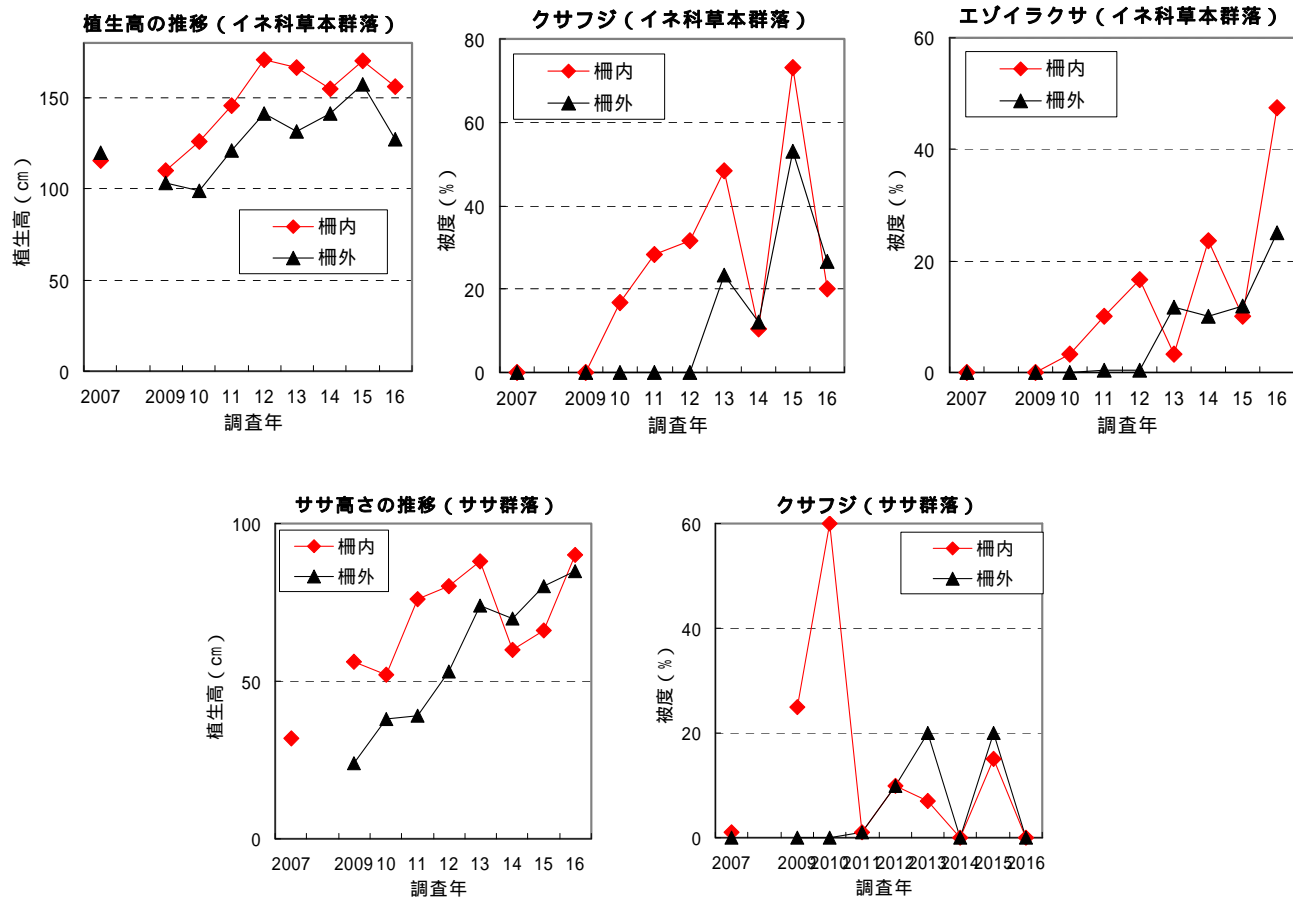 植生高の推移（イネ科草本群落）
柵内
柵外
植生高（㎝）
150
100
50
0
2007 2009 10 11 12 13 14 15 16
調査年
クサフジ（イネ科草本群落）
柵内
柵外
被度（％）
80
60
40
20
0
2007 2009 10 11 12 13 14 15 16
調査年
エゾイラクサ（イネ科草本群落）
柵内
柵外
60
40
20
0
2007 2009 10 11 12 13 14 15 16
調査年
ササ高さの推移（ササ群落）
柵内
柵外
植生高（㎝）
100
50
0
2007 2009 10 11 12 13 14 15 16
調査年
クサフジ（ササ群落）
柵内
柵外
被度（％）
60
40
20
0
2007 2009 2010 2011 2012 2013 2014 2015 2016
調査年